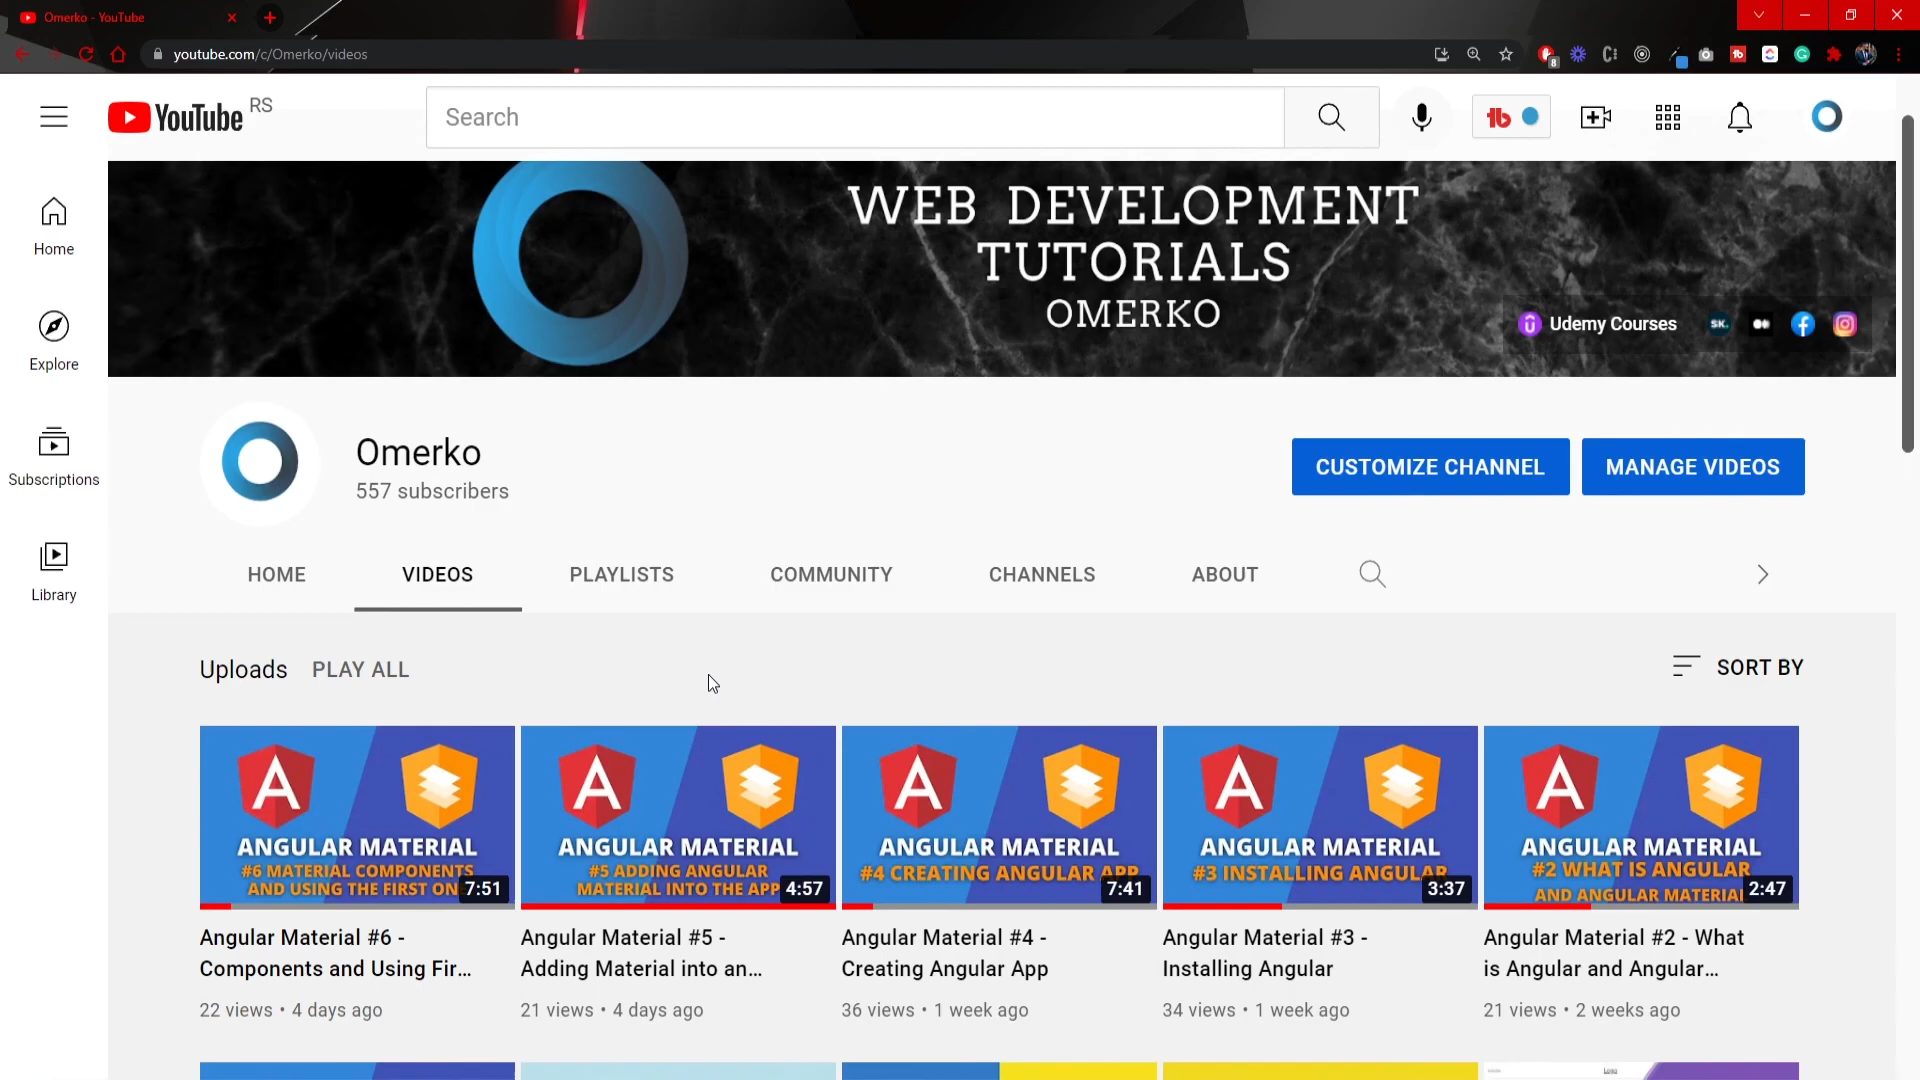 Omerko - YouTube
youtube.com/c/Omerko/videos
8
YouTube RS
Search
Home
Explore
Subscriptions
Library
WEB DEVELOPMENT
TUTORIALS
OMERKO
Udemy Courses
SK.
Omerko
557 subscribers
CUSTOMIZE CHANNEL
MANAGE VIDEOS
HOME
VIDEOS
PLAYLISTS
COMMUNITY
CHANNELS
ABOUT
Uploads
PLAY ALL
SORT BY
ANGULAR MATERIAL
#6 MATERIAL COMPONENTS
AND USING THE FIRST ON
7:51
Angular Material #6 -
Components and Using Fir...
22 views • 4 days ago
ANGULAR MATERIAL
#5 ADDING ANGULAR
MATERIAL INTO THE APP
4:57
Angular Material #5 -
Adding Material into an...
21 views • 4 days ago
ANGULAR MATERIAL
#4 CREATING ANGULAR APP
7:41
Angular Material #4 -
Creating Angular App
36 views • 1 week ago
ANGULAR MATERIAL
#3 INSTALLING ANGULAR
3:37
Angular Material #3 -
Installing Angular
34 views • 1 week ago
ANGULAR MATERIAL
#2 WHAT IS ANGULAR
AND ANGULAR MATERIAL
2:47
Angular Material #2 - What
is Angular and Angular...
21 views • 2 weeks ago
Logo